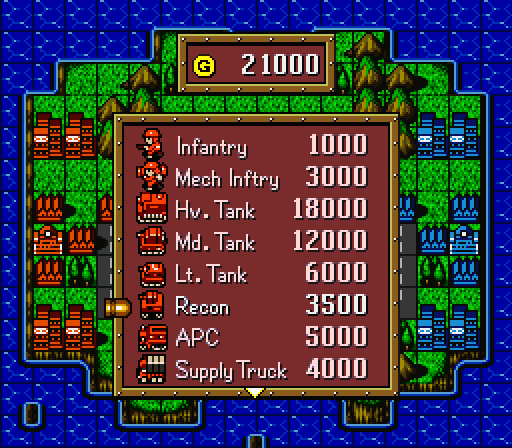 G 21000
Infantry 1000
Mech Inftry 3000
Hv. Tank 18000
Md. Tank 12000
Lt. Tank 6000
Recon 3500
APC 5000
Supply Truck 4000